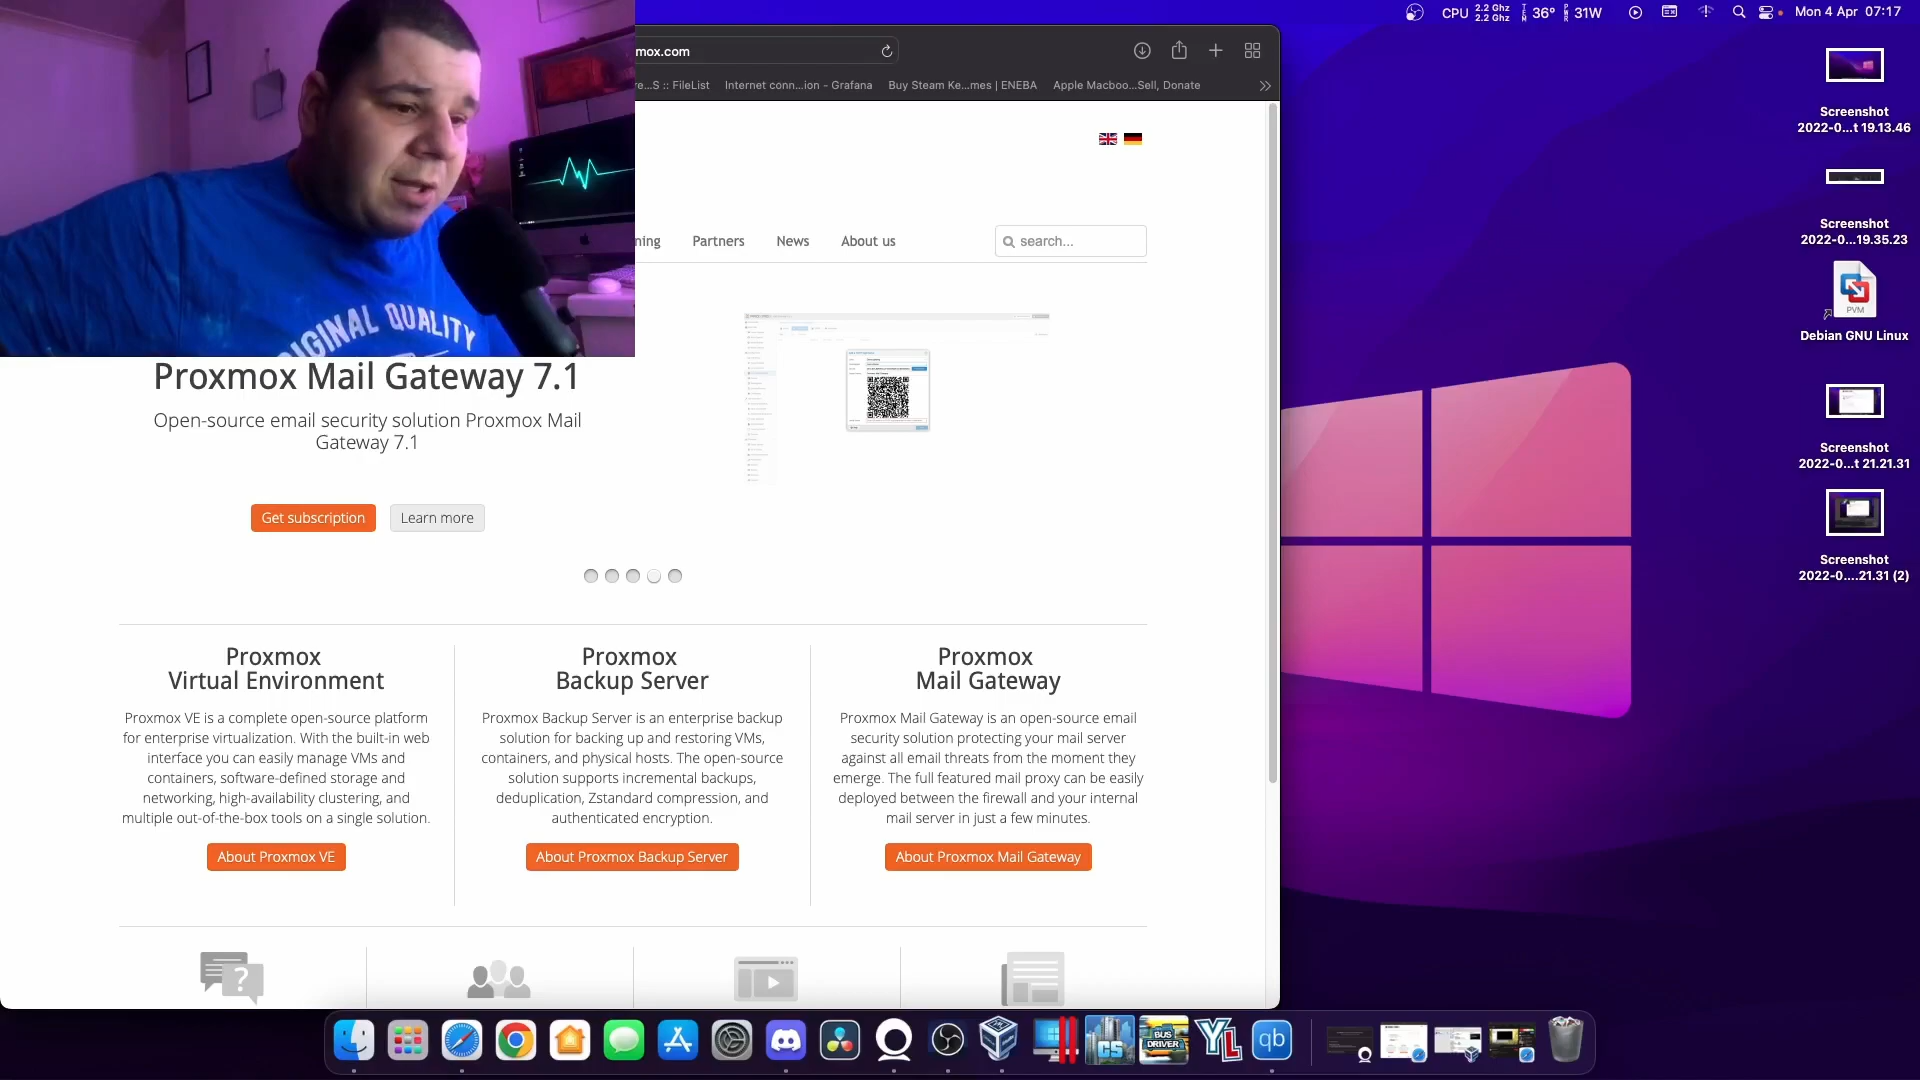 CPU 2.2 Ghz 2.2 Ghz 36° 31W Mon 4 Apr 07:17
mox.com
e...S :: FileList Internet conn...ion - Grafana Buy Steam Ke...mes | ENEBA Apple Macboo...Sell, Donate
ning Partners News About us search...
ORIGINAL QUALITY
Proxmox Mail Gateway 7.1
Open-source email security solution Proxmox Mail
Gateway 7.1
Get subscription Learn more
Proxmox
Virtual Environment
Proxmox VE is a complete open-source platform
for enterprise virtualization. With the built-in web
interface you can easily manage VMs and
containers, software-defined storage and
networking, high-availability clustering, and
multiple out-of-the-box tools on a single solution.
About Proxmox VE
Proxmox
Backup Server
Proxmox Backup Server is an enterprise backup
solution for backing up and restoring VMs,
containers, and physical hosts. The open-source
solution supports incremental backups,
deduplication, Zstandard compression, and
authenticated encryption.
About Proxmox Backup Server
Proxmox
Mail Gateway
Proxmox Mail Gateway is an open-source email
security solution protecting your mail server
against all email threats from the moment they
emerge. The full featured mail proxy can be easily
deployed between the firewall and your internal
mail server in just a few minutes.
About Proxmox Mail Gateway
Screenshot
2022-0...t 19.13.46
Screenshot
2022-0...19.35.23
PVM
Debian GNU Linux
Screenshot
2022-0...t 21.21.31
Screenshot
2022-0....21.31 (2)
CS
BUS
DRIVER
YL
qb